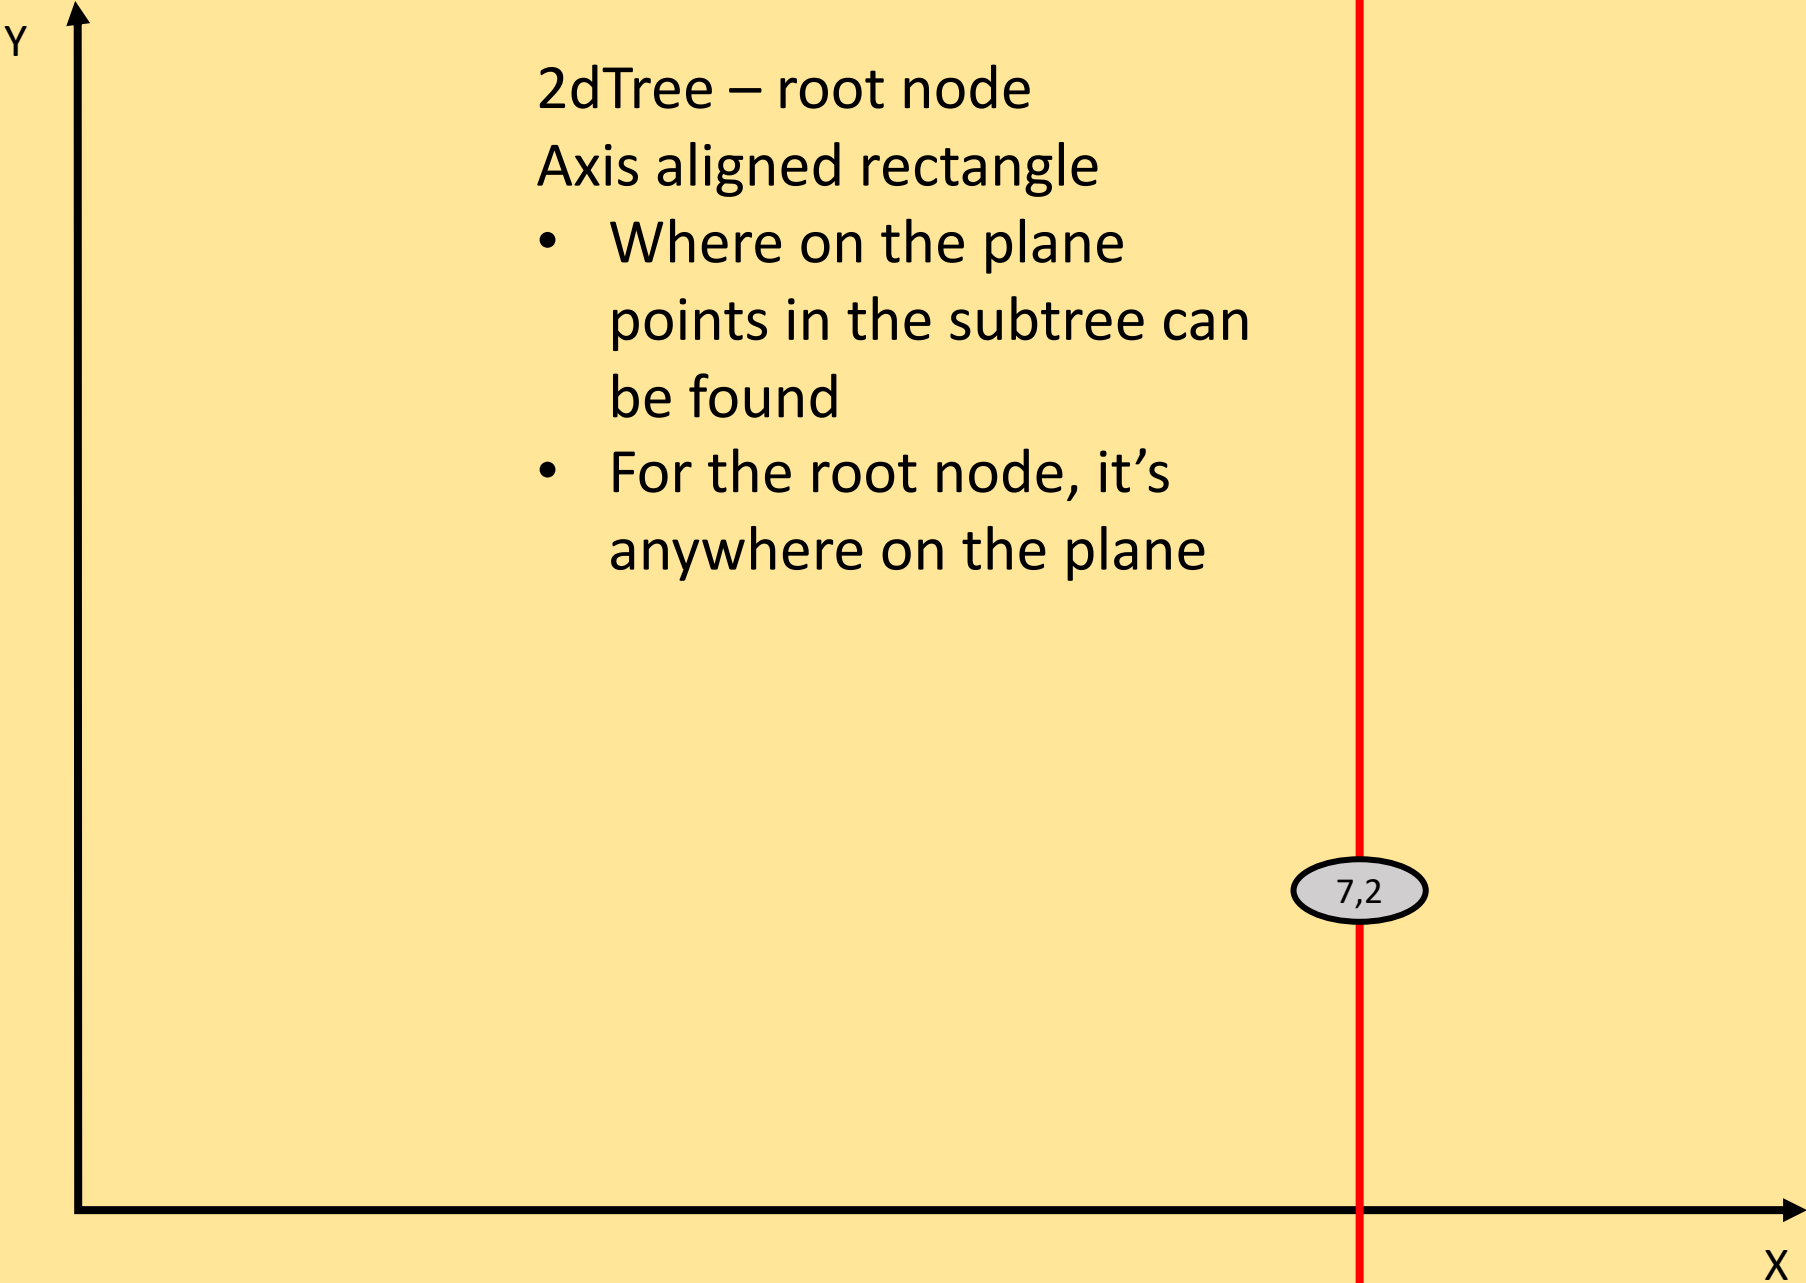 Y
2dTree – root node
Axis aligned rectangle
• Where on the plane
points in the subtree can
be found
• For the root node, it’s
anywhere on the plane
7,2
X